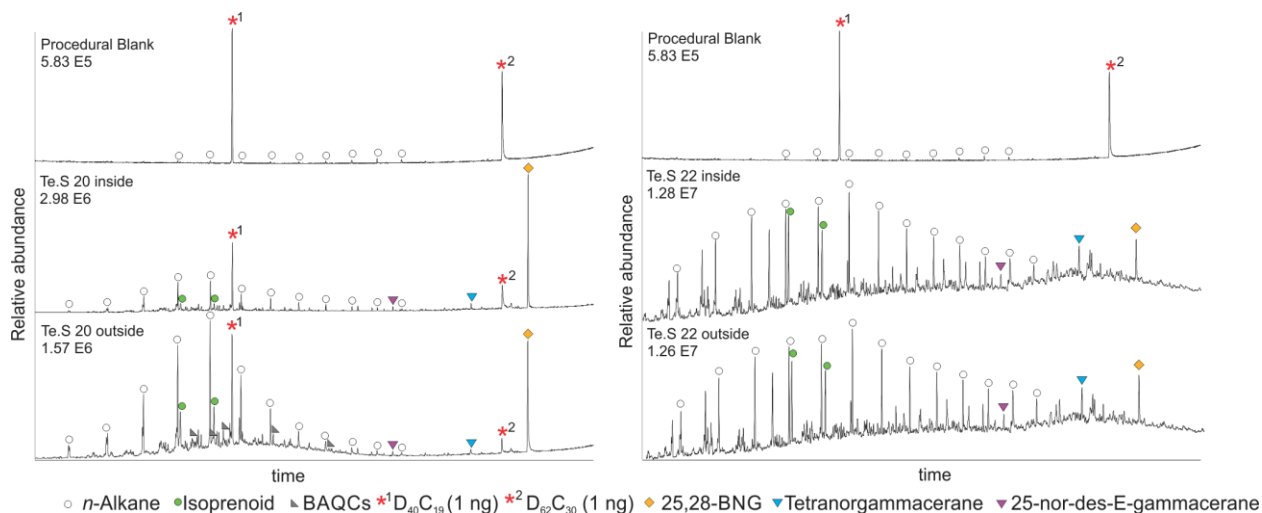 Procedural Blank
5.83 E5
*1
*2
Te.S 20 inside
2.98 E6
*1
*2
Te.S 20 outside
1.57 E6
*1
*2
Relative abundance
time
Procedural Blank
5.83 E5
*1
*2
Te.S 22 inside
1.28 E7
Te.S 22 outside
1.26 E7
Relative abundance
time
n-Alkane Isoprenoid BAQCs *1 D40C19 (1 ng) *2 D62C30 (1 ng) 25,28-BNG Tetranorgammacerane 25-nor-des-E-gammacerane